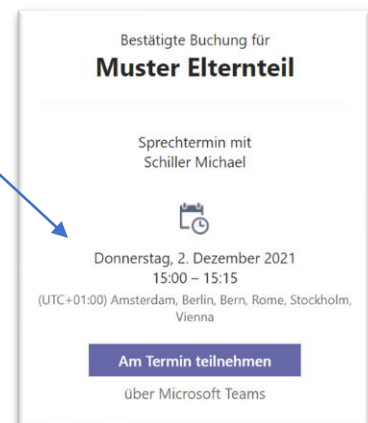 Bestätigte Buchung für
Muster Elternteil
Sprechtermin mit
Schiller Michael
Donnerstag, 2. Dezember 2021
15:00 – 15:15
(UTC+01:00) Amsterdam, Berlin, Bern, Rome, Stockholm,
Vienna
Am Termin teilnehmen
über Microsoft Teams